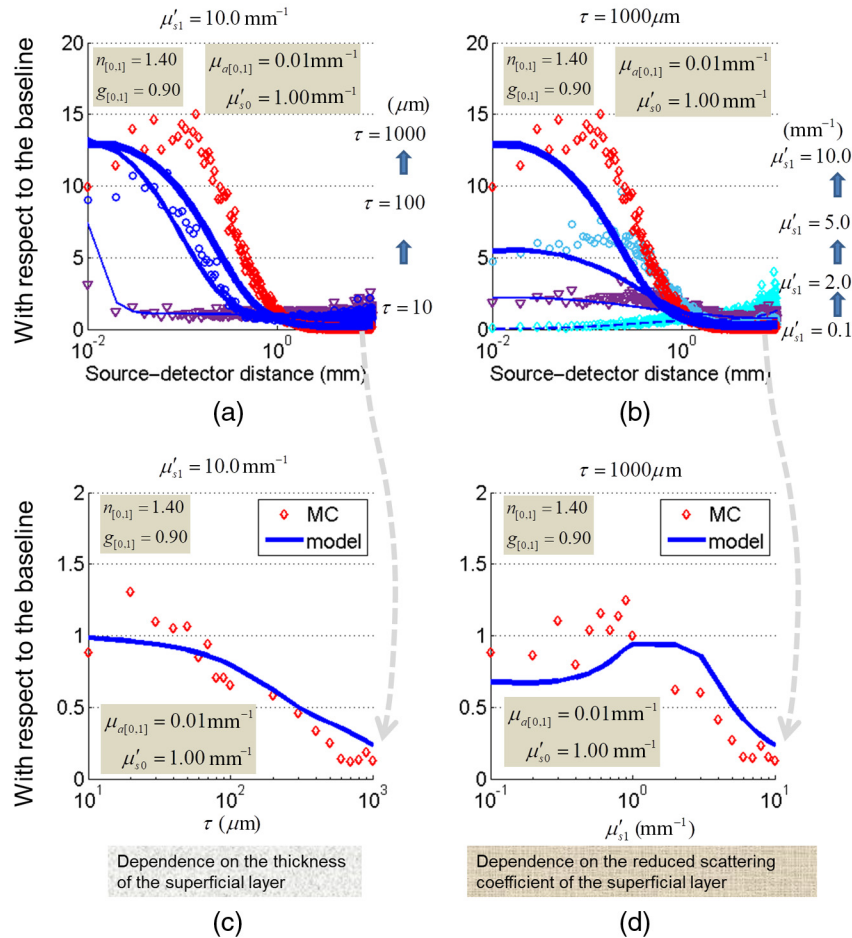 μ′s1 = 10.0 mm−1
With respect to the baseline
20
15
10
5
0
n[0,1] = 1.40
g[0,1] = 0.90
μa[0,1] = 0.01mm−1
μ′s0 = 1.00 mm−1
(μm)
τ = 1000
τ = 100
τ = 10
10−2
100
Source–detector distance (mm)
(a)
τ = 1000μm
20
15
10
5
0
n[0,1] = 1.40
g[0,1] = 0.90
μa[0,1] = 0.01mm−1
μ′s0 = 1.00 mm−1
(mm−1)
μ′s1 = 10.0
μ′s1 = 5.0
μ′s1 = 2.0
μ′s1 = 0.1
10−2
100
Source–detector distance (mm)
(b)
μ′s1 = 10.0 mm−1
With respect to the baseline
2
1.5
1
0.5
0
n[0,1] = 1.40
g[0,1] = 0.90
MC
model
μa[0,1] = 0.01mm−1
μ′s0 = 1.00 mm−1
101
102
103
τ (μm)
Dependence on the thickness
of the superficial layer
(c)
τ = 1000μm
2
1.5
1
0.5
0
n[0,1] = 1.40
g[0,1] = 0.90
MC
model
μa[0,1] = 0.01mm−1
μ′s0 = 1.00 mm−1
10−1
100
101
μ′s1 (mm−1)
Dependence on the reduced scattering
coefficient of the superficial layer
(d)